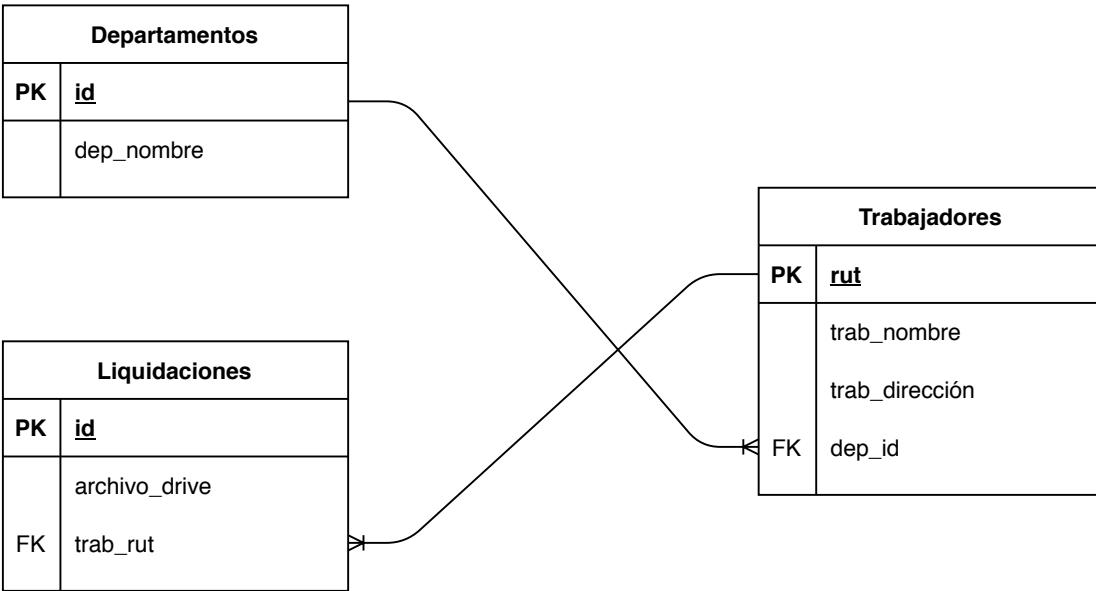 Departamentos
PK id
dep_nombre
Trabajadores
PK rut
trab_nombre
trab_dirección
FK dep_id
Liquidaciones
PK id
archivo_drive
FK trab_rut